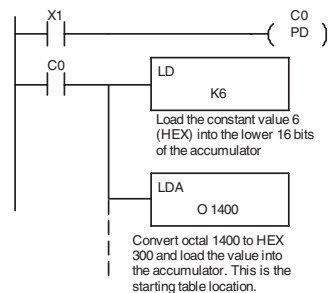 X1
C0
PD
C0
LD
K6
Load the constant value 6
(HEX) into the lower 16 bits
of the accumulator
LDA
O 1400
Convert octal 1400 to HEX
300 and load the value into
the accumulator. This is the
starting table location.